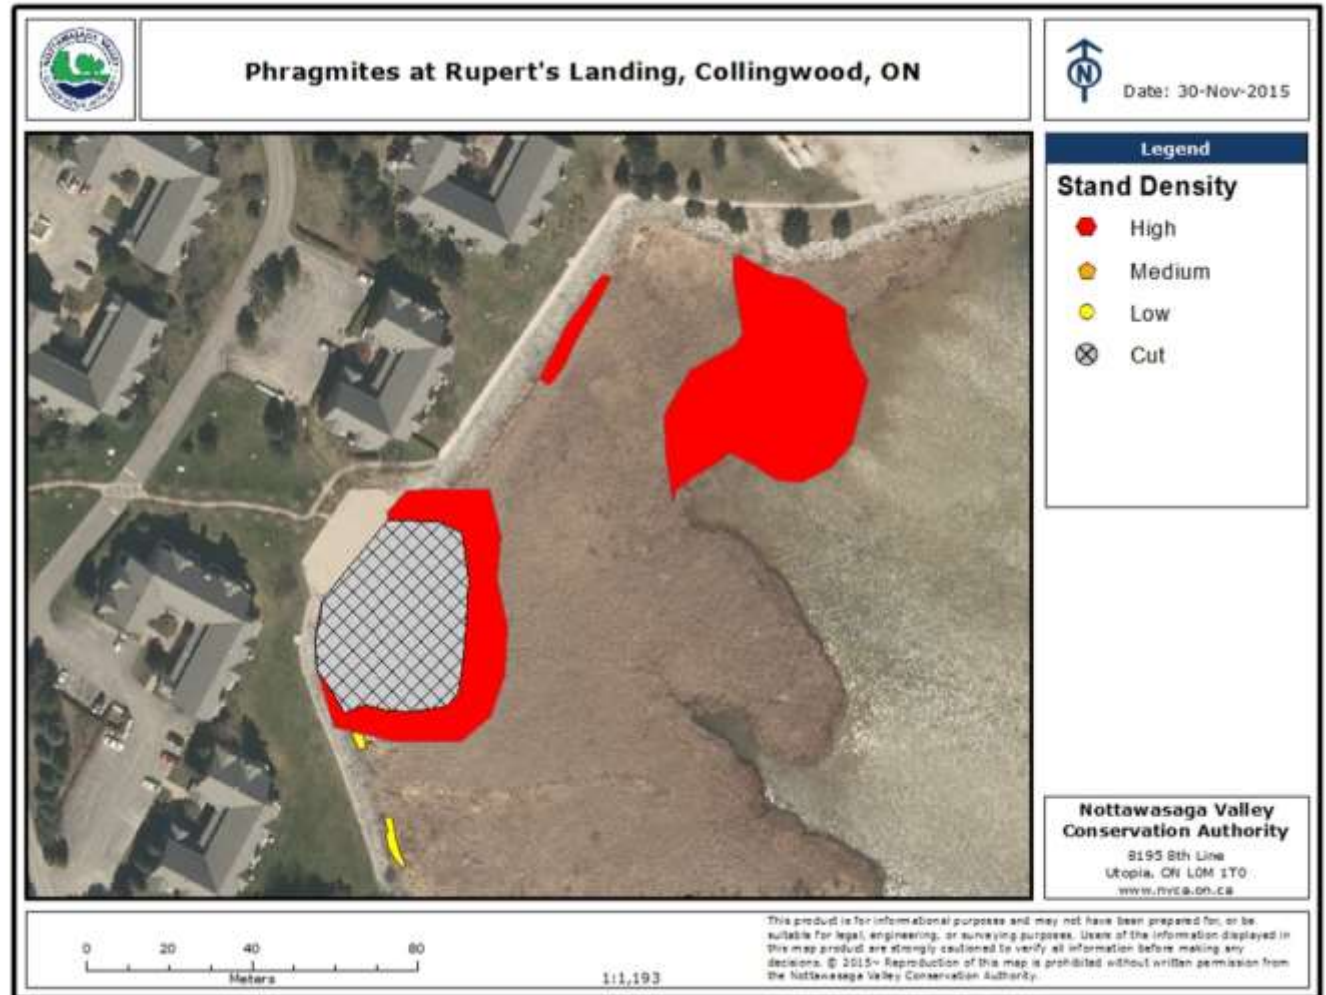 Phragmites at Rupert's Landing, Collingwood, ON
N
Date: 30-Nov-2015
Legend
Stand Density
High
Medium
Low
Cut
Nottawasaga Valley
Conservation Authority
8195 8th Line
Utopia, ON L0M 1T0
www.nvca.on.ca
0 20 40 80
Meters
1:1,193
This product is for informational purposes and may not have been prepared for, or be
suitable for legal, engineering, or surveying purposes. Users of the information displayed in
this map product are strongly cautioned to verify all information before making any
decisions. © 2015~ Reproduction of this map is prohibited without written permission from
the Nottawasaga Valley Conservation Authority.